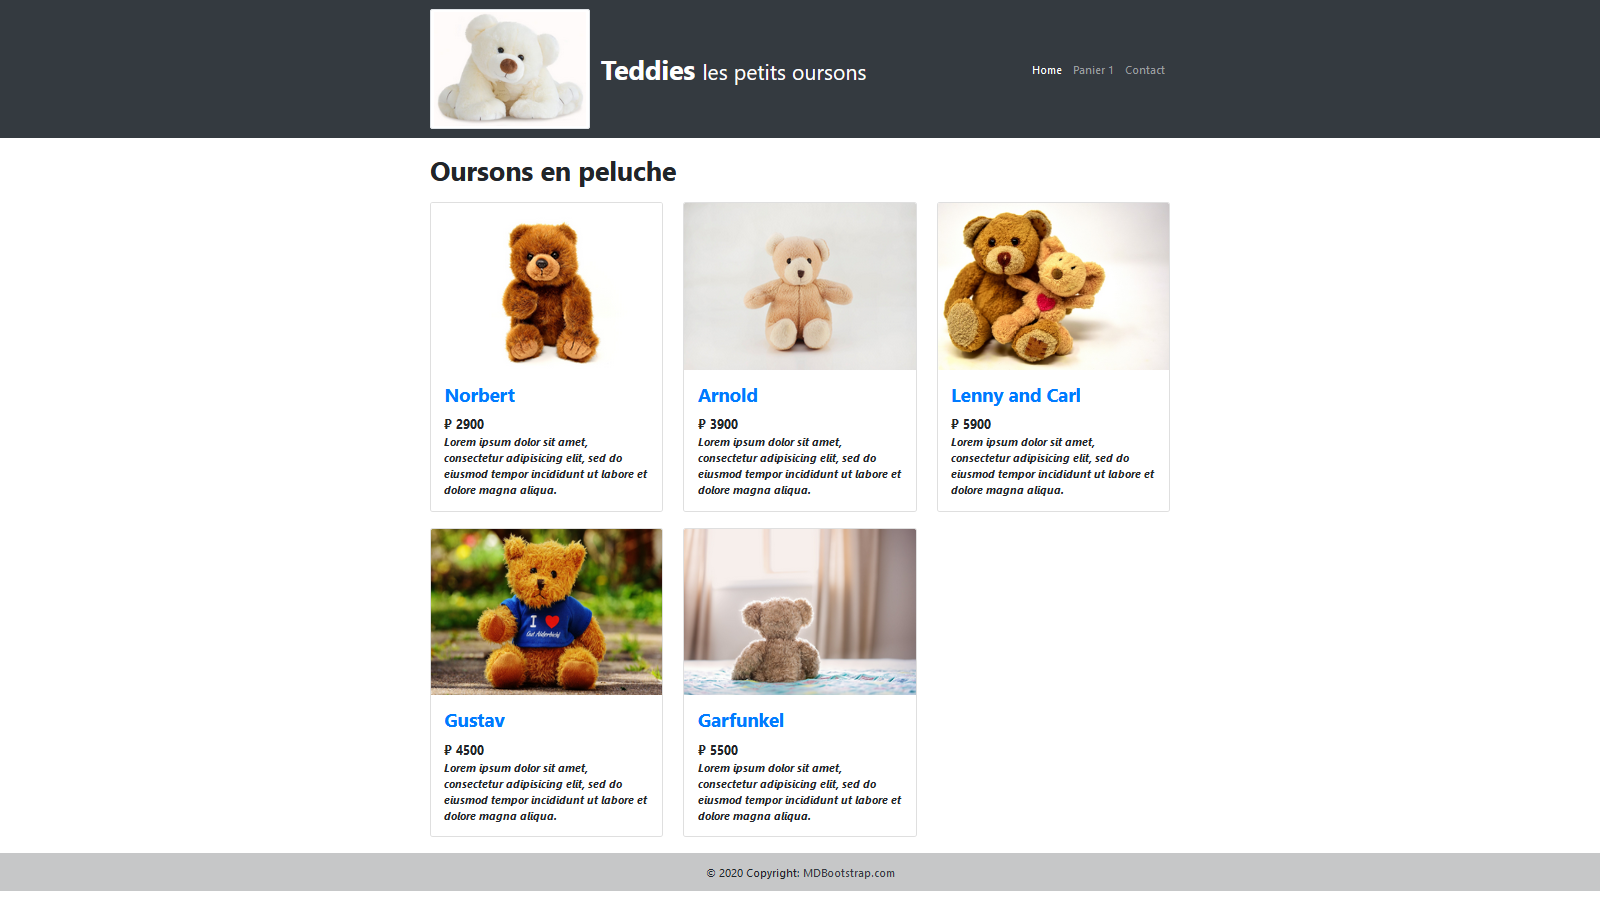 Teddies les petits oursons
Home Panier 1 Contact
Oursons en peluche
Norbert
₽ 2900
Lorem ipsum dolor sit amet,
consectetur adipisicing elit, sed do
eiusmod tempor incididunt ut labore et
dolore magna aliqua.
Arnold
₽ 3900
Lorem ipsum dolor sit amet,
consectetur adipisicing elit, sed do
eiusmod tempor incididunt ut labore et
dolore magna aliqua.
Lenny and Carl
₽ 5900
Lorem ipsum dolor sit amet,
consectetur adipisicing elit, sed do
eiusmod tempor incididunt ut labore et
dolore magna aliqua.
I ❤
Gut Aiderbichl
Gustav
₽ 4500
Lorem ipsum dolor sit amet,
consectetur adipisicing elit, sed do
eiusmod tempor incididunt ut labore et
dolore magna aliqua.
Garfunkel
₽ 5500
Lorem ipsum dolor sit amet,
consectetur adipisicing elit, sed do
eiusmod tempor incididunt ut labore et
dolore magna aliqua.
© 2020 Copyright: MDBootstrap.com